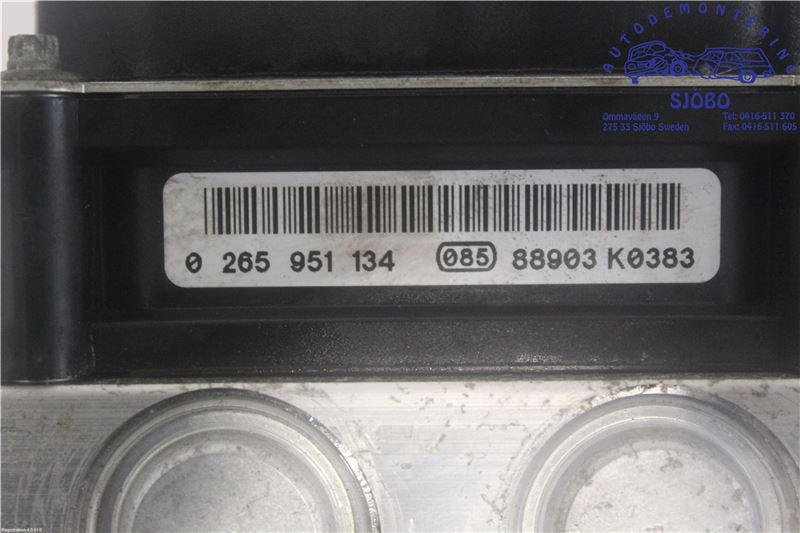 AUTODEMONTERING
SJÖBO
Ommavägen 9 Tel: 0416-511 370
275 33 Sjöbo Sweden Fax: 0416-511 605
0 265 951 134 085 88903 K0383